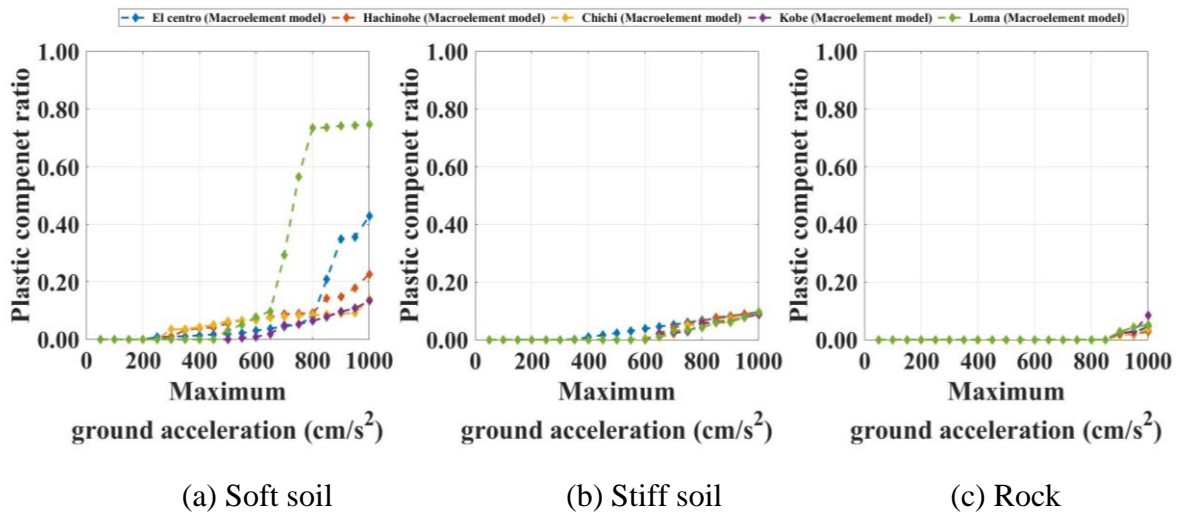 El centro (Macroelement model) Hachinohe (Macroelement model) Chichi (Macroelement model) Kobe (Macroelement model) Loma (Macroelement model)
Plastic compenet ratio
1.00
0.80
0.60
0.40
0.20
0.00
0 200 400 600 800 1000
Maximum
ground acceleration (cm/s²)
(a) Soft soil
Plastic compenet ratio
1.00
0.80
0.60
0.40
0.20
0.00
0 200 400 600 800 1000
Maximum
ground acceleration (cm/s²)
(b) Stiff soil
Plastic compenet ratio
1.00
0.80
0.60
0.40
0.20
0.00
0 200 400 600 800 1000
Maximum
ground acceleration (cm/s²)
(c) Rock